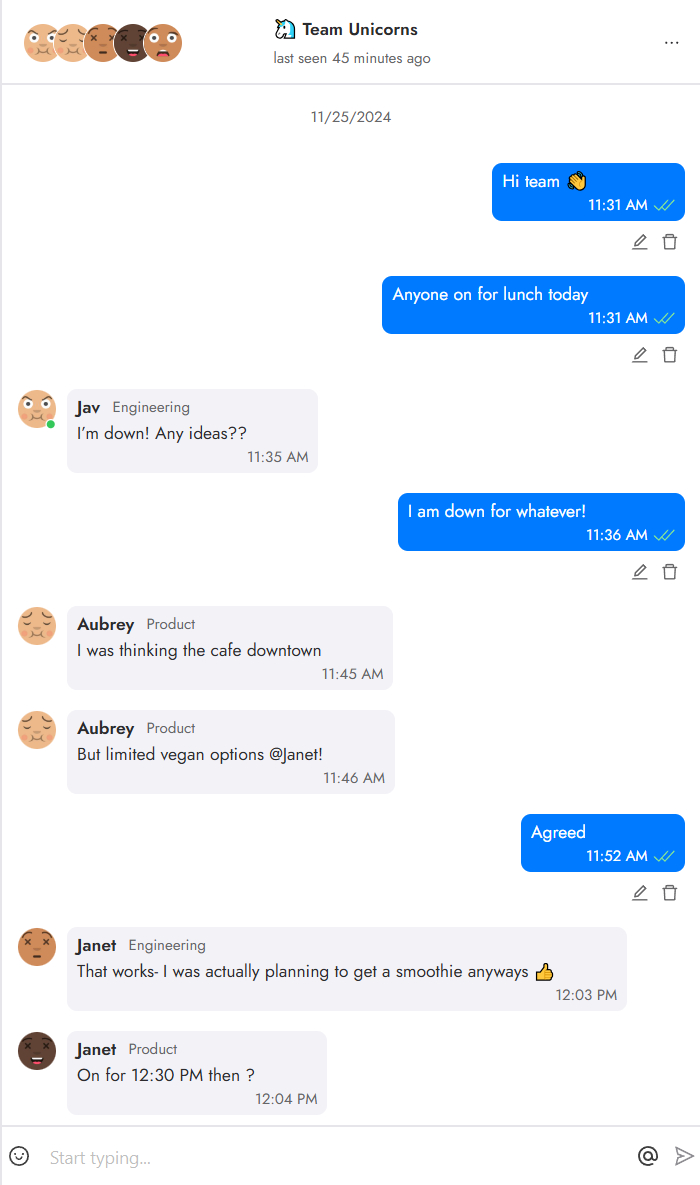 Team Unicorns
last seen 45 minutes ago
...
11/25/2024
Hi team 👏
11:31 AM
Anyone on for lunch today
11:31 AM
Jav Engineering
I'm down! Any ideas??
11:35 AM
I am down for whatever!
11:36 AM
Aubrey Product
I was thinking the cafe downtown
11:45 AM
Aubrey Product
But limited vegan options @Janet!
11:46 AM
Agreed
11:52 AM
Janet Engineering
That works- I was actually planning to get a smoothie anyways 👍
12:03 PM
Janet Product
On for 12:30 PM then ?
12:04 PM
Start typing...
@